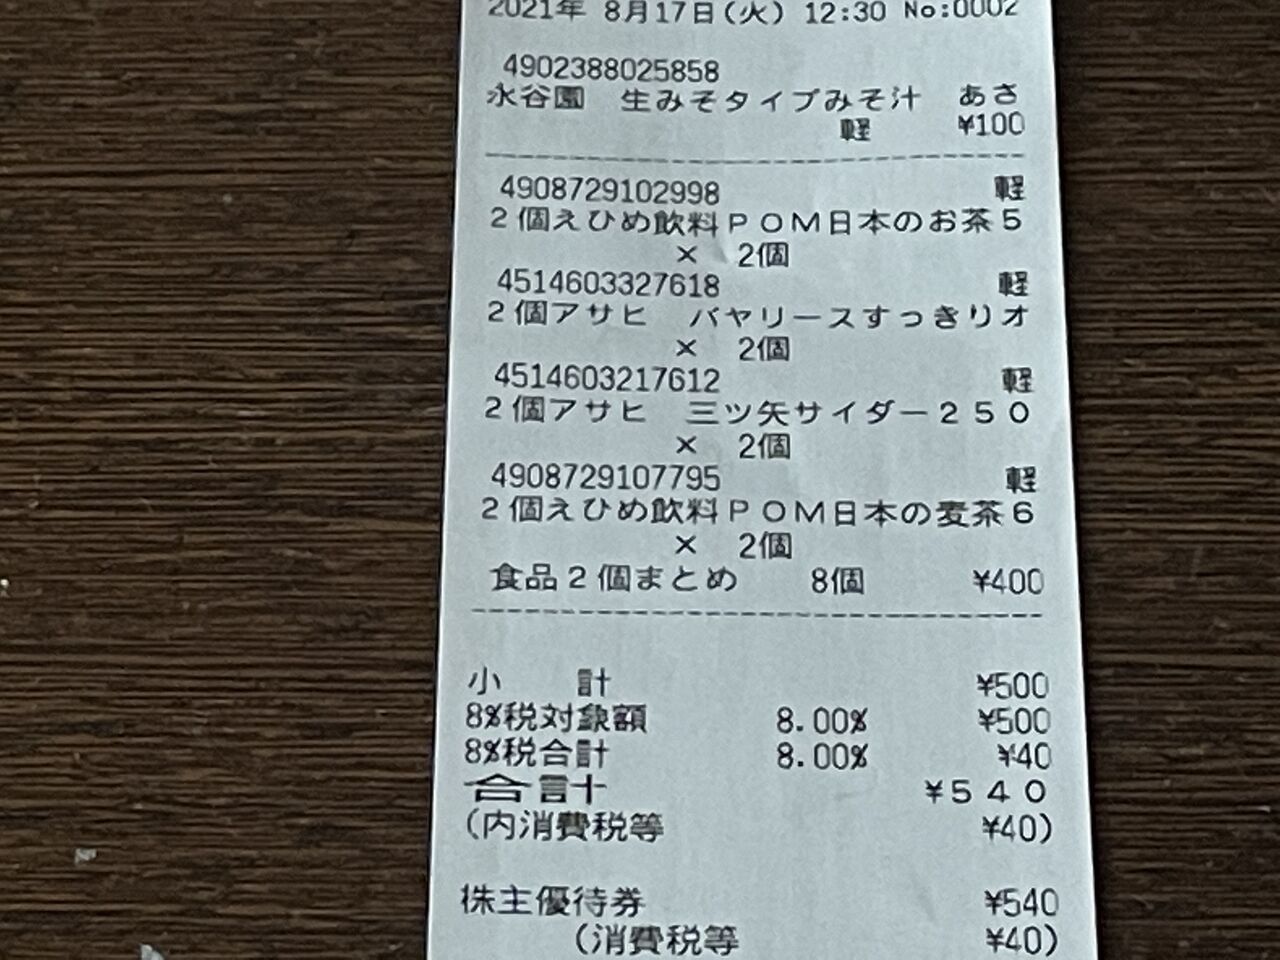 2021年 8月17日(火) 12:30 No:0002
4902388025858
永谷園 生みそタイプみそ汁 あさ
軽 ¥100
4908729102998 軽
2個えひめ飲料POM日本のお茶5
× 2個
4514603327618 軽
2個アサヒ バヤリースすっきりオ
× 2個
4514603217612 軽
2個アサヒ 三ツ矢サイダー250
× 2個
4908729107795 軽
2個えひめ飲料POM日本の麦茶6
× 2個
食品2個まとめ 8個 ¥400
小計 ¥500
8%税対象額 8.00% ¥500
8%税合計 8.00% ¥40
合計 ¥540
(内消費税等 ¥40)
株主優待券 ¥540
(消費税等 ¥40)